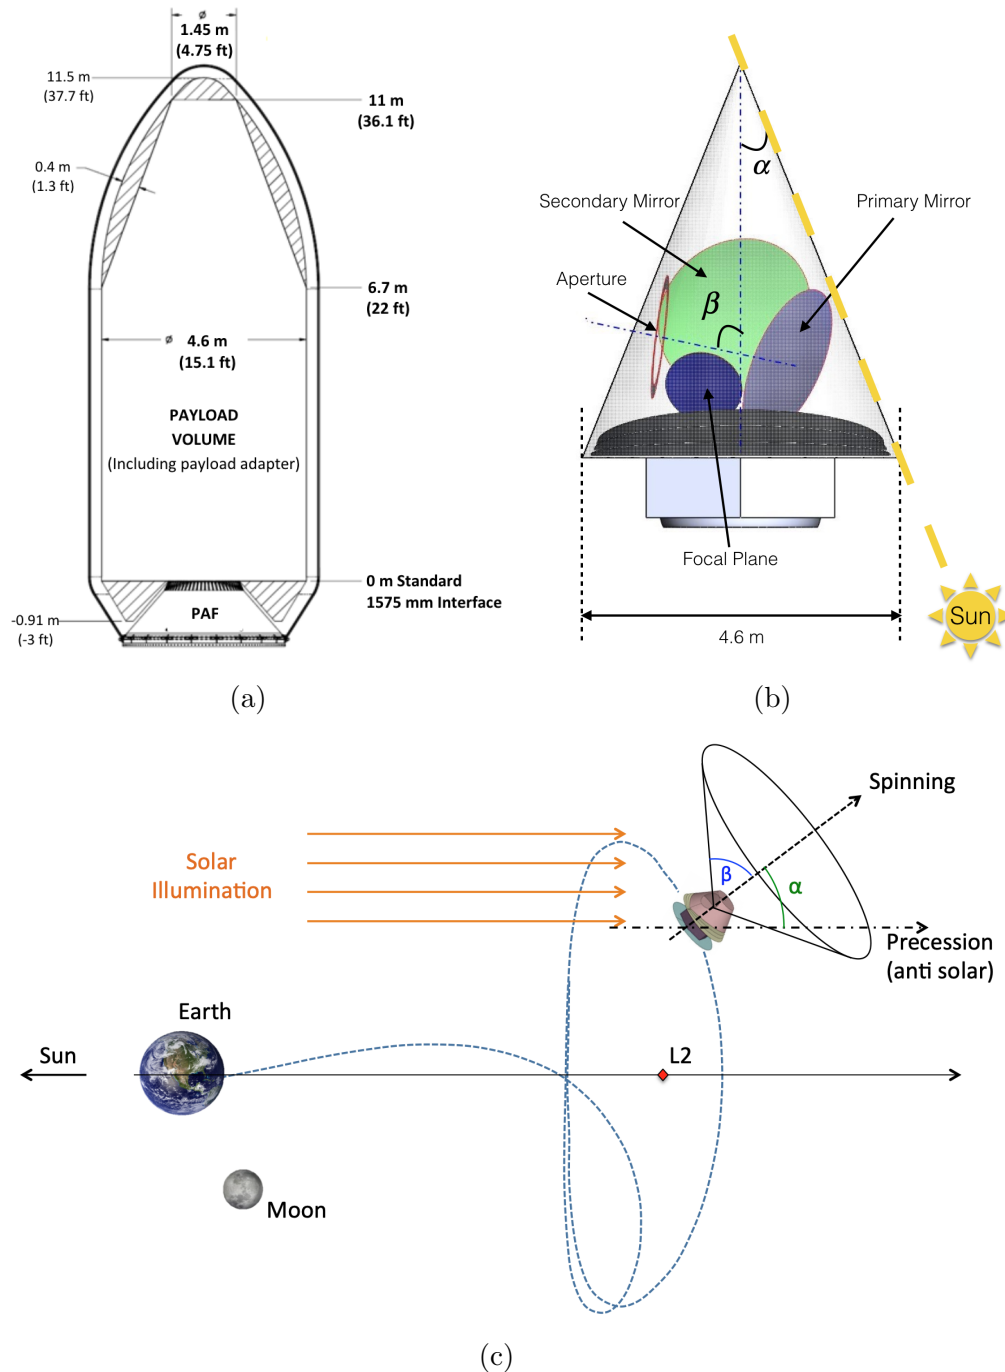 ø
1.45 m
(4.75 ft)
11.5 m
(37.7 ft)
11 m
(36.1 ft)
0.4 m
(1.3 ft)
6.7 m
(22 ft)
ø 4.6 m
(15.1 ft)
PAYLOAD
VOLUME
(Including payload adapter)
0 m Standard
1575 mm Interface
PAF
-0.91 m
(-3 ft)
(a)
α
Secondary Mirror
Primary Mirror
Aperture
β
Focal Plane
Sun
4.6 m
(b)
Spinning
Solar
Illumination
β
α
Precession
(anti solar)
Earth
Sun
L2
Moon
(c)